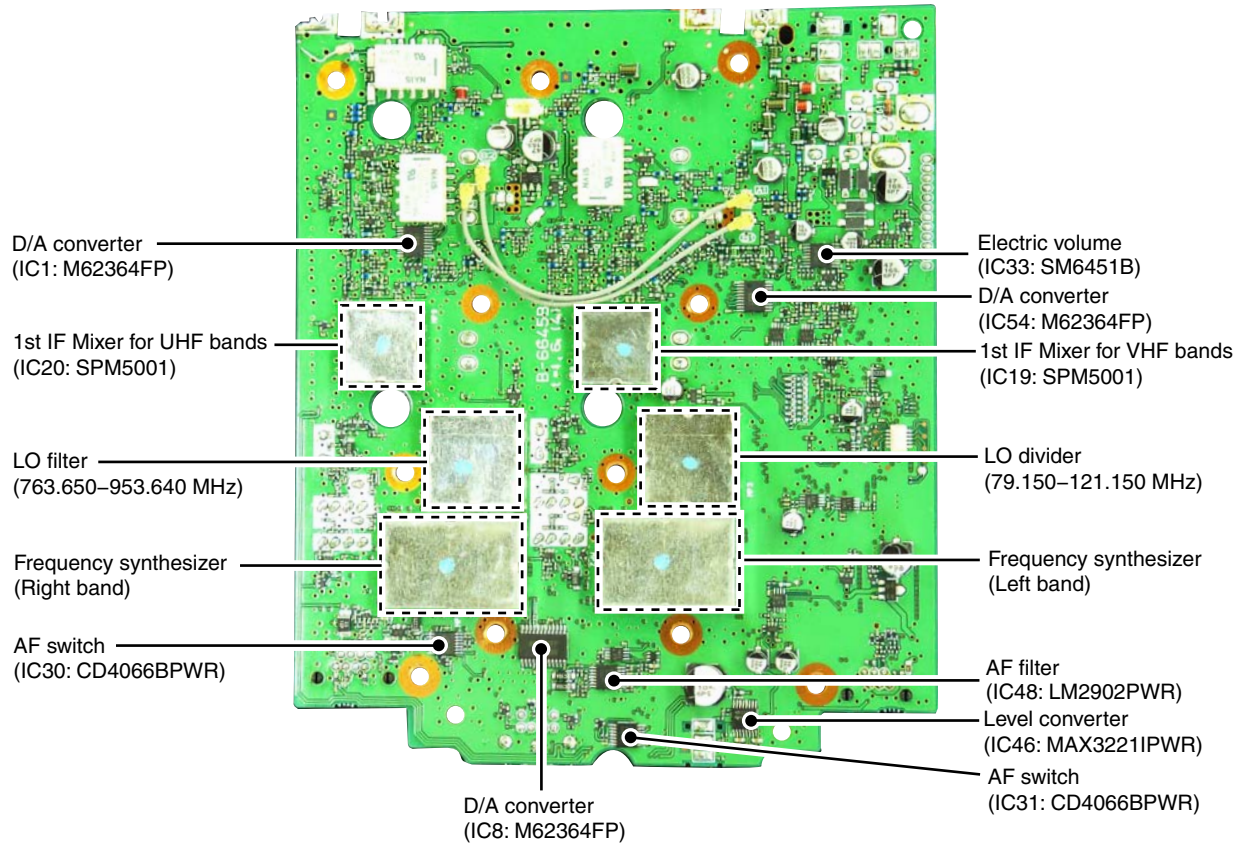 D/A converter
(IC1: M62364FP)
1st IF Mixer for UHF bands
(IC20: SPM5001)
LO filter
(763.650–953.640 MHz)
Frequency synthesizer
(Right band)
AF switch
(IC30: CD4066BPWR)
D/A converter
(IC8: M62364FP)
Electric volume
(IC33: SM6451B)
D/A converter
(IC54: M62364FP)
1st IF Mixer for VHF bands
(IC19: SPM5001)
LO divider
(79.150–121.150 MHz)
Frequency synthesizer
(Left band)
AF filter
(IC48: LM2902PWR)
Level converter
(IC46: MAX3221IPWR)
AF switch
(IC31: CD4066BPWR)
NAIS
NAIS
NAIS